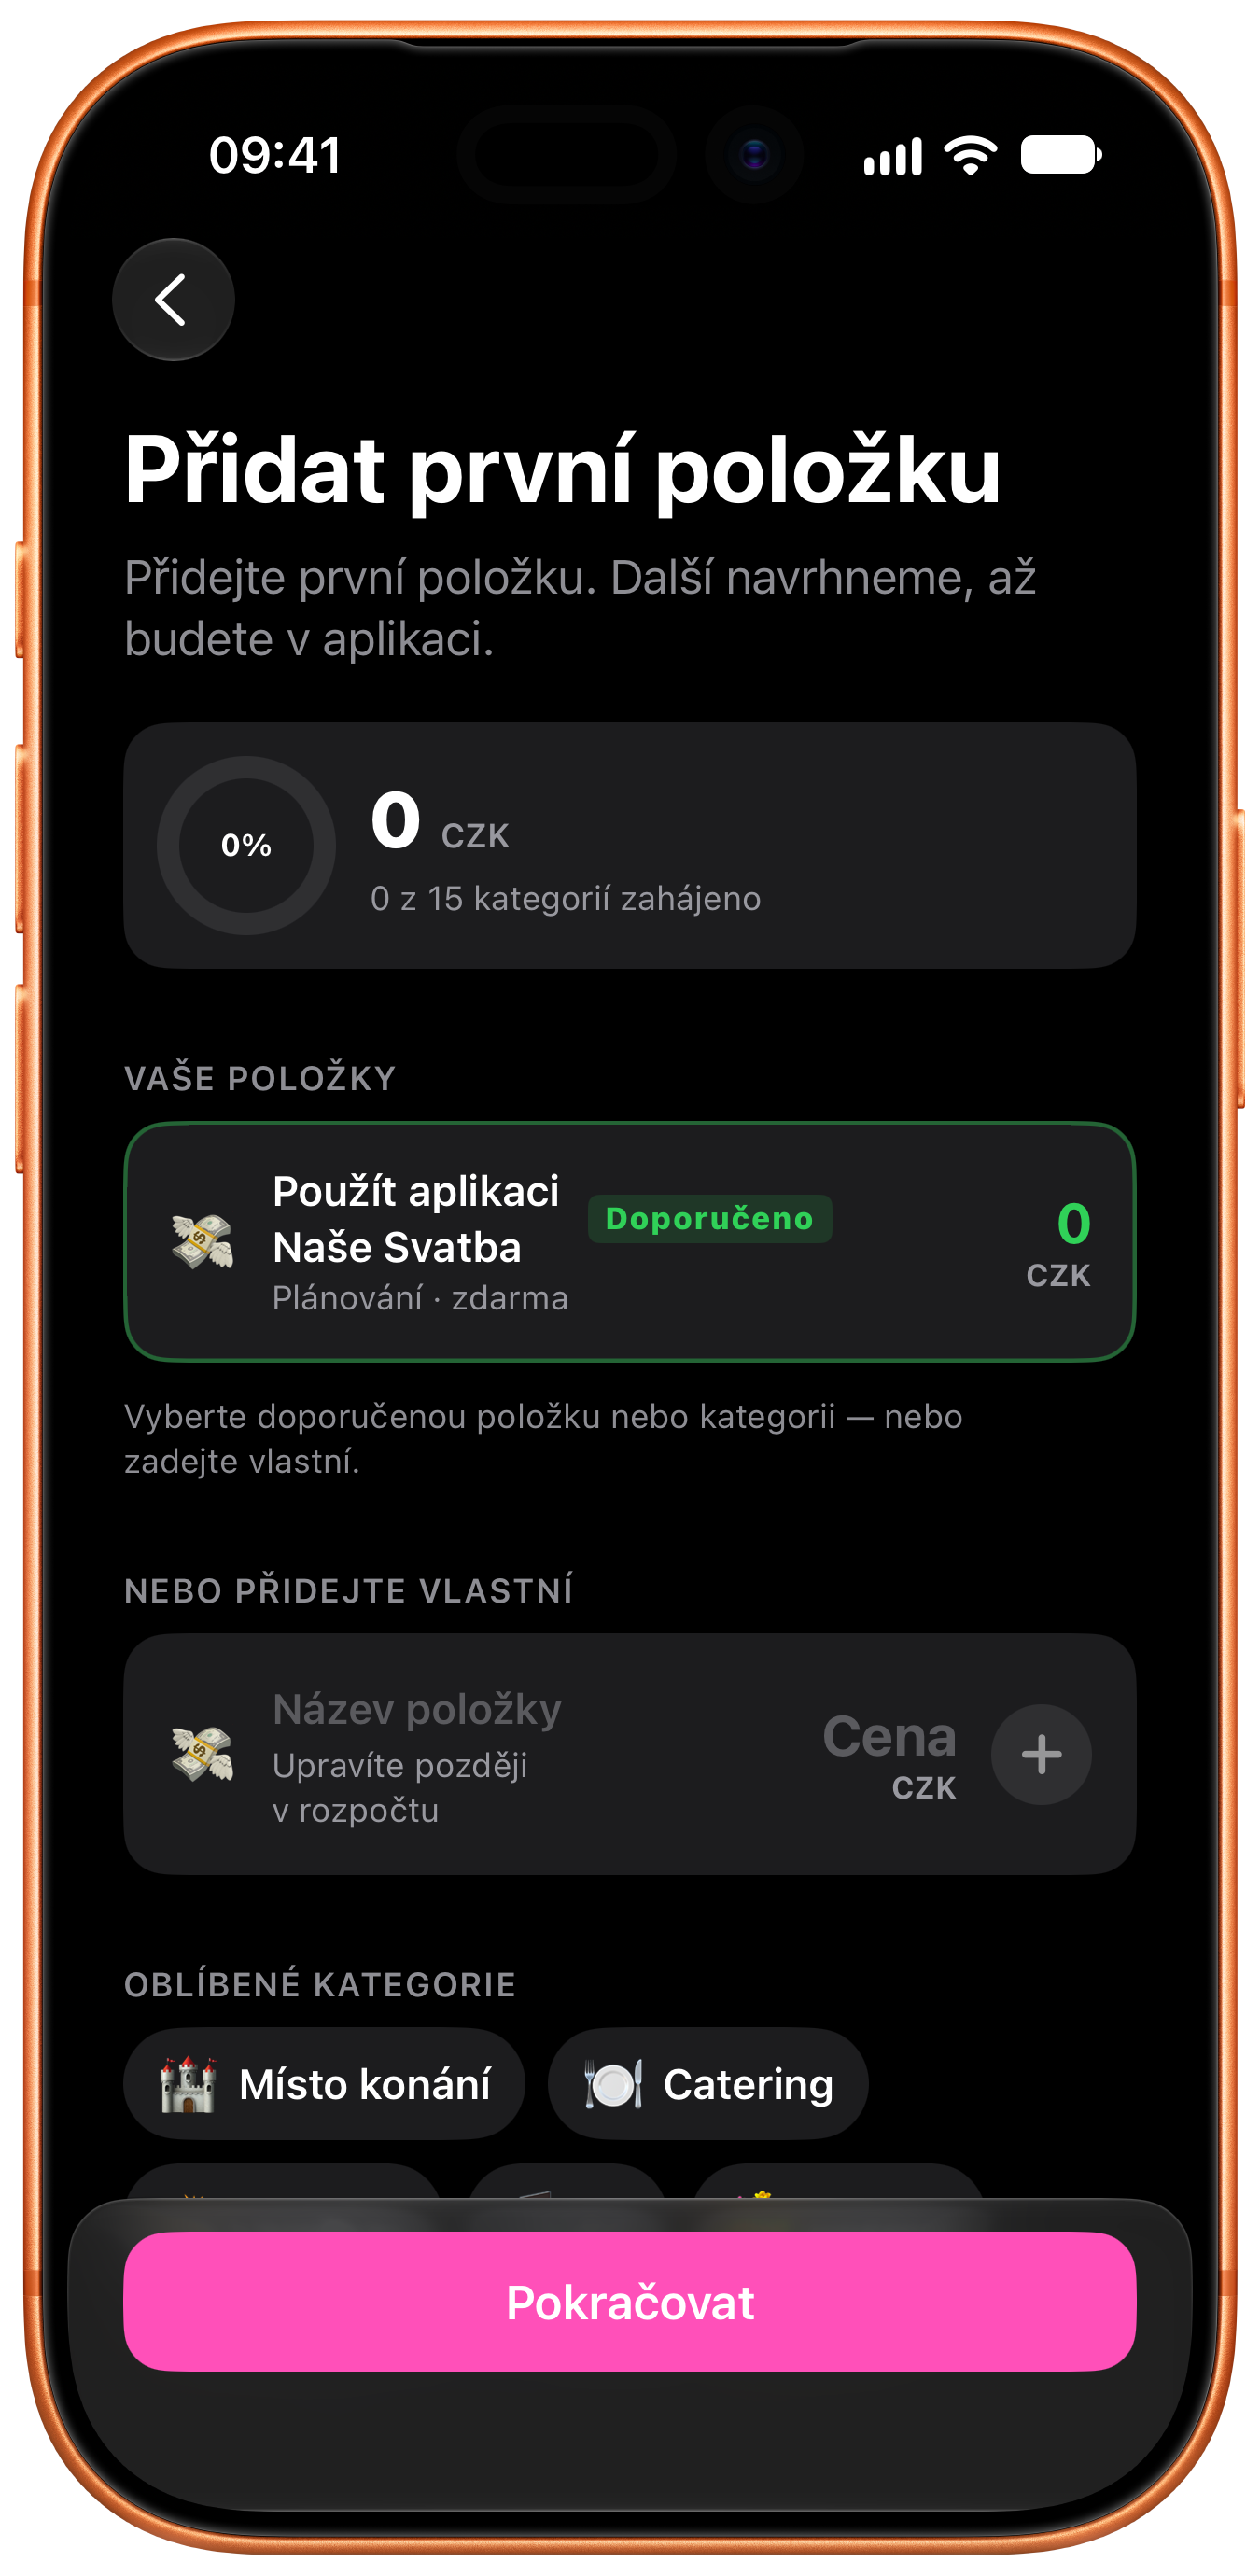 09:41
Přidat první položku
Přidejte první položku. Další navrhneme, až
budete v aplikaci.
0%
0 CZK
0 z 15 kategorií zahájeno
VAŠE POLOŽKY
Použít aplikaci
Naše Svatba
Doporučeno
Plánování · zdarma
0
CZK
Vyberte doporučenou položku nebo kategorii — nebo
zadejte vlastní.
NEBO PŘIDEJTE VLASTNÍ
Název položky
Upravíte později
v rozpočtu
Cena
CZK
OBLÍBENÉ KATEGORIE
Místo konání
Catering
Pokračovat